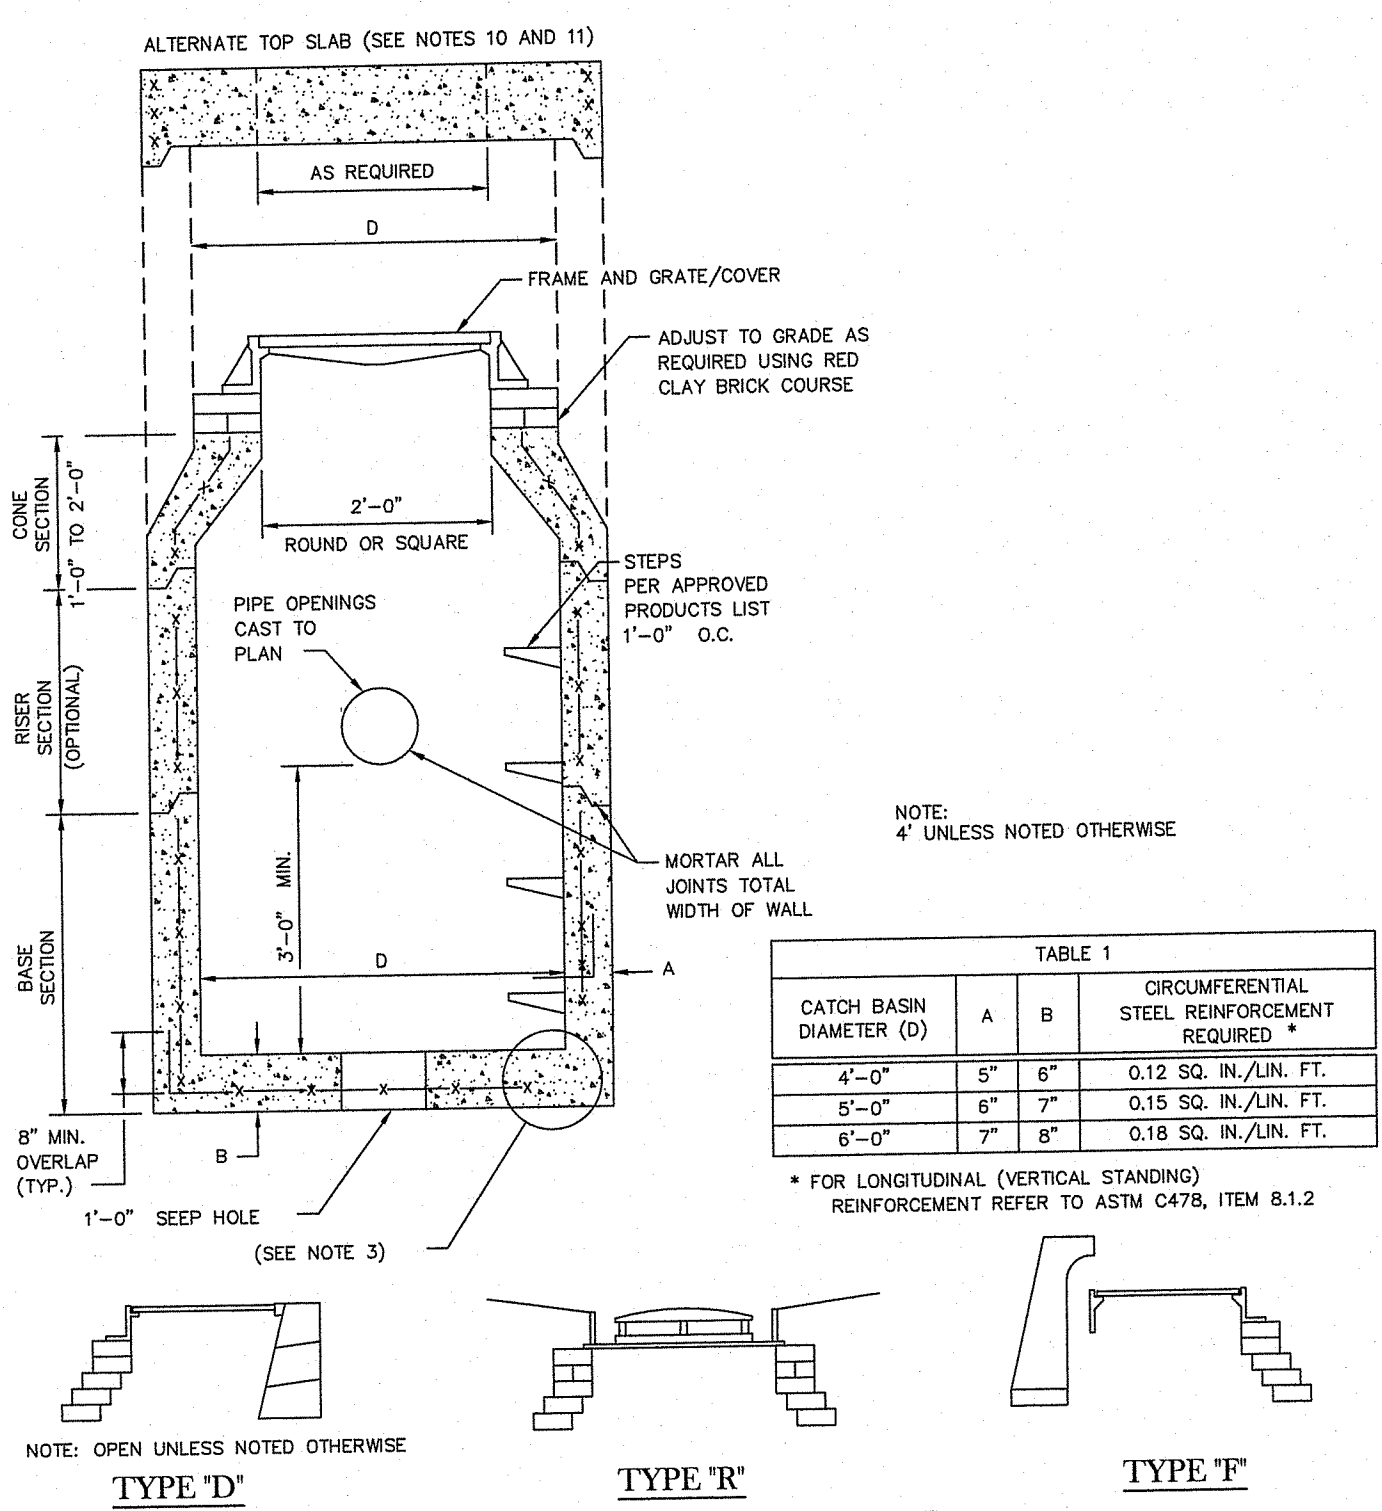 ALTERNATE TOP SLAB (SEE NOTES 10 AND 11)
AS REQUIRED
D
FRAME AND GRATE/COVER
ADJUST TO GRADE AS
REQUIRED USING RED
CLAY BRICK COURSE
CONE
SECTION
1'-0" TO 2'-0"
2'-0"
ROUND OR SQUARE
STEPS
PER APPROVED
PRODUCTS LIST
1'-0" O.C.
PIPE OPENINGS
CAST TO
PLAN
RISER
SECTION
(OPTIONAL)
NOTE:
4' UNLESS NOTED OTHERWISE
3'-0" MIN.
MORTAR ALL
JOINTS TOTAL
WIDTH OF WALL
BASE
SECTION
D
A
TABLE 1
CATCH BASIN
DIAMETER (D)
A
B
CIRCUMFERENTIAL
STEEL REINFORCEMENT
REQUIRED *
4'-0" 5" 6" 0.12 SQ. IN./LIN. FT.
5'-0" 6" 7" 0.15 SQ. IN./LIN. FT.
6'-0" 7" 8" 0.18 SQ. IN./LIN. FT.
* FOR LONGITUDINAL (VERTICAL STANDING)
REINFORCEMENT REFER TO ASTM C478, ITEM 8.1.2
8" MIN.
OVERLAP
(TYP.)
B
1'-0" SEEP HOLE
(SEE NOTE 3)
NOTE: OPEN UNLESS NOTED OTHERWISE
TYPE "D"
TYPE "R"
TYPE "F"